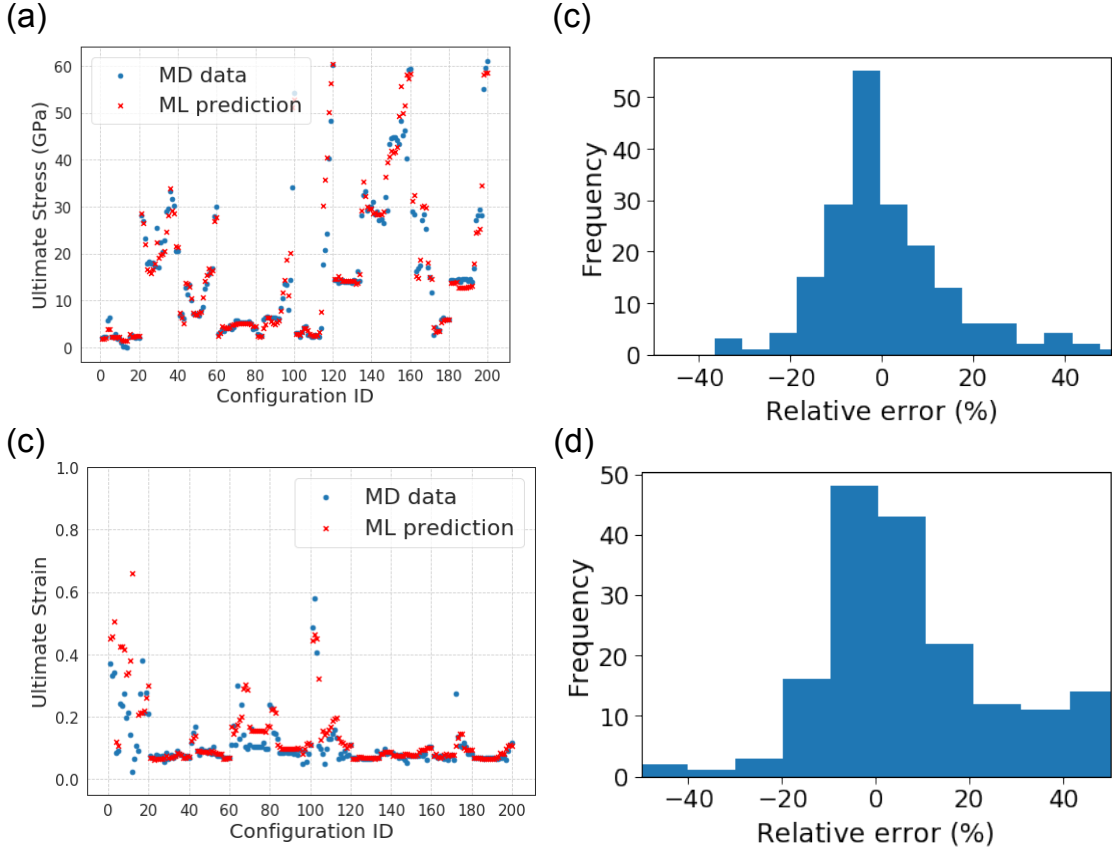 (a)
MD data
ML prediction
Ultimate Stress (GPa)
60
50
40
30
20
10
0
0 20 40 60 80 100 120 140 160 180 200
Configuration ID
(c)
Frequency
50
40
30
20
10
0
−40 −20 0 20 40
Relative error (%)
(c)
MD data
ML prediction
Ultimate Strain
1.0
0.8
0.6
0.4
0.2
0.0
0 20 40 60 80 100 120 140 160 180 200
Configuration ID
(d)
Frequency
50
40
30
20
10
0
−40 −20 0 20 40
Relative error (%)